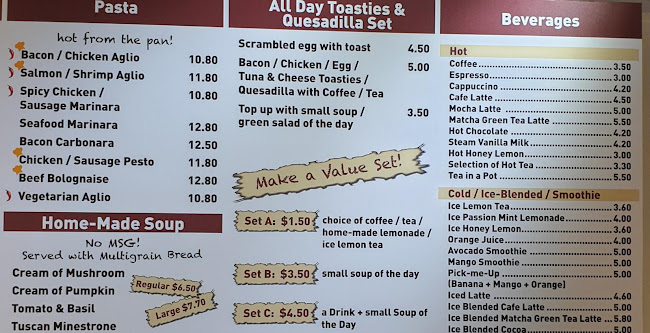 Pasta
hot from the pan!
Bacon / Chicken Aglio 10.80
Salmon / Shrimp Aglio 11.80
Spicy Chicken / 10.80
Sausage Marinara
Seafood Marinara 12.80
Bacon Carbonara 12.50
Chicken / Sausage Pesto 11.80
Beef Bolognaise 12.80
Vegetarian Aglio 9.80
Home-Made Soup
No MSG!
Served with Multigrain Bread
Cream of Mushroom
Cream of Pumpkin
Tomato & Basil
Tuscan Minestrone
Regular $6.50
Large $7.70
All Day Toasties &
Quesadilla Set
Scrambled egg with toast 4.50
Bacon / Chicken / Egg / 5.00
Tuna & Cheese Toasties /
Quesadilla with Coffee / Tea
Top up with small soup / 3.50
green salad of the day
Make a Value Set!
Set A: $1.50 choice of coffee / tea /
home-made lemonade /
ice lemon tea
Set B: $3.50 small soup of the day
Set C: $4.50 a Drink + small Soup of
the Day
Beverages
Hot
Coffee 3.50
Espresso 3.00
Cappuccino 4.20
Cafe Latte 4.50
Mocha Latte 5.00
Matcha Green Tea Latte 5.50
Hot Chocolate 4.20
Steam Vanilla Milk 4.20
Hot Honey Lemon 3.00
Selection of Hot Tea 3.30
Tea in a Pot 5.50
Cold / Ice-Blended / Smoothie
Ice Lemon Tea 3.60
Ice Passion Mint Lemonade 4.00
Ice Honey Lemon 3.60
Orange Juice 4.00
Avocado Smoothie 5.00
Mango Smoothie 5.00
Pick-me-Up 5.00
(Banana + Mango + Orange)
Iced Latte 4.60
Ice Blended Cafe Latte 5.00
Ice Blended Matcha Green Tea Latte 5.80
Ice Blended Cocoa 5.00